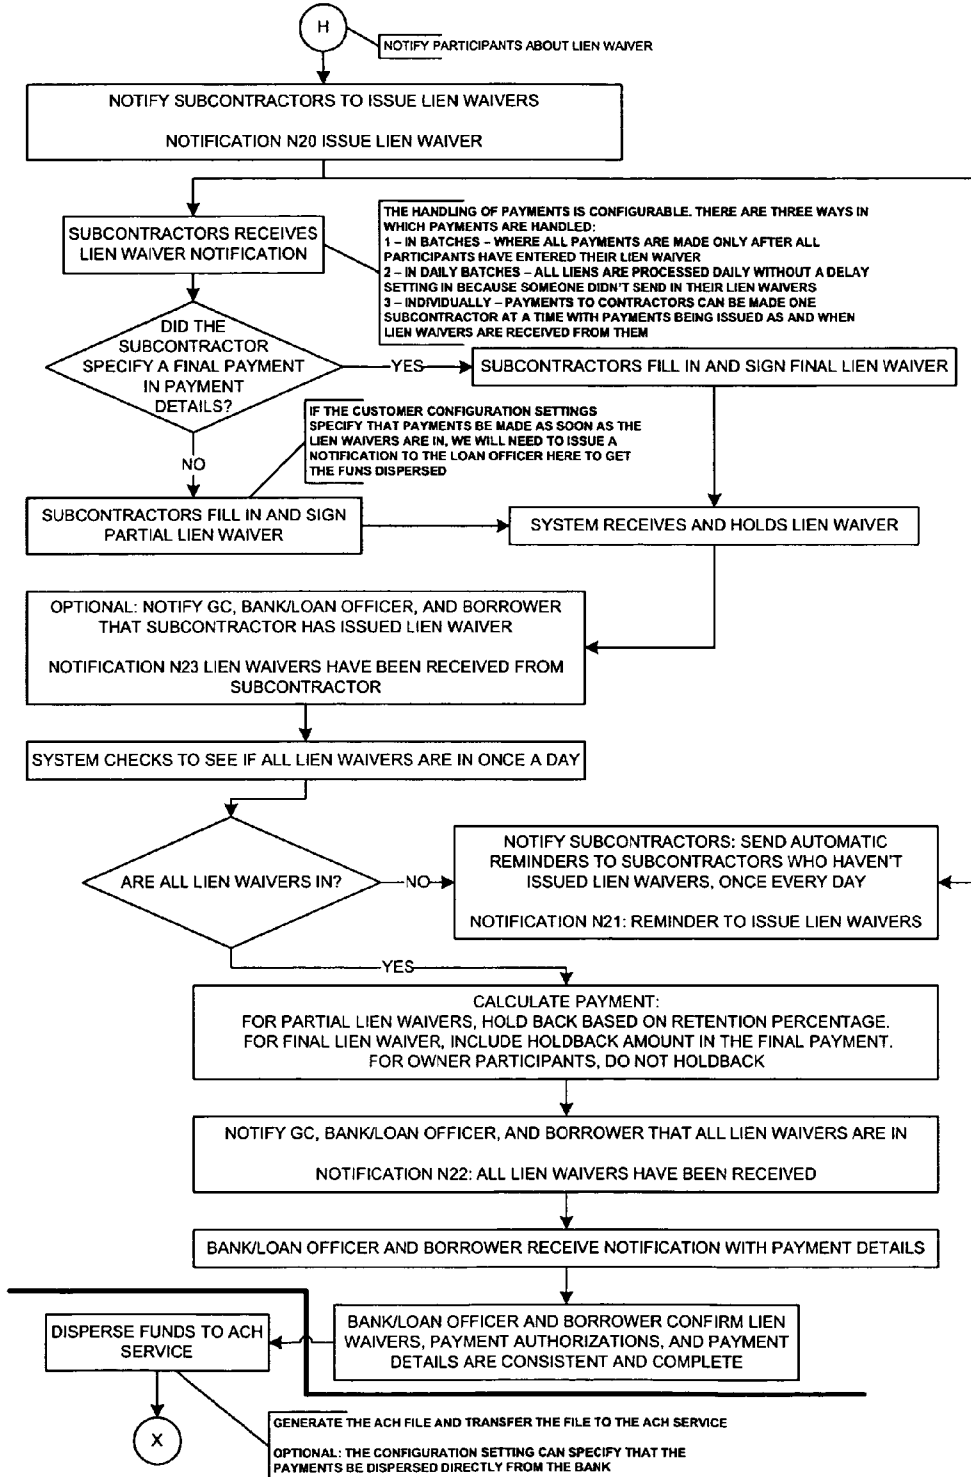 H
NOTIFY PARTICIPANTS ABOUT LIEN WAIVER
NOTIFY SUBCONTRACTORS TO ISSUE LIEN WAIVERS
NOTIFICATION N20 ISSUE LIEN WAIVER
SUBCONTRACTORS RECEIVES
LIEN WAIVER NOTIFICATION
THE HANDLING OF PAYMENTS IS CONFIGURABLE. THERE ARE THREE WAYS IN
WHICH PAYMENTS ARE HANDLED:
1 – IN BATCHES – WHERE ALL PAYMENTS ARE MADE ONLY AFTER ALL
PARTICIPANTS HAVE ENTERED THEIR LIEN WAIVER
2 – IN DAILY BATCHES – ALL LIENS ARE PROCESSED DAILY WITHOUT A DELAY
SETTING IN BECAUSE SOMEONE DIDN'T SEND IN THEIR LIEN WAIVERS
3 – INDIVIDUALLY – PAYMENTS TO CONTRACTORS CAN BE MADE ONE
SUBCONTRACTOR AT A TIME WITH PAYMENTS BEING ISSUED AS AND WHEN
LIEN WAIVERS ARE RECEIVED FROM THEM
DID THE
SUBCONTRACTOR
SPECIFY A FINAL PAYMENT
IN PAYMENT
DETAILS?
YES
SUBCONTRACTORS FILL IN AND SIGN FINAL LIEN WAIVER
IF THE CUSTOMER CONFIGURATION SETTINGS
SPECIFY THAT PAYMENTS BE MADE AS SOON AS THE
LIEN WAIVERS ARE IN, WE WILL NEED TO ISSUE A
NOTIFICATION TO THE LOAN OFFICER HERE TO GET
THE FUNS DISPERSED
NO
SUBCONTRACTORS FILL IN AND SIGN
PARTIAL LIEN WAIVER
SYSTEM RECEIVES AND HOLDS LIEN WAIVER
OPTIONAL: NOTIFY GC, BANK/LOAN OFFICER, AND BORROWER
THAT SUBCONTRACTOR HAS ISSUED LIEN WAIVER
NOTIFICATION N23 LIEN WAIVERS HAVE BEEN RECEIVED FROM
SUBCONTRACTOR
SYSTEM CHECKS TO SEE IF ALL LIEN WAIVERS ARE IN ONCE A DAY
ARE ALL LIEN WAIVERS IN?
NO
NOTIFY SUBCONTRACTORS: SEND AUTOMATIC
REMINDERS TO SUBCONTRACTORS WHO HAVEN'T
ISSUED LIEN WAIVERS, ONCE EVERY DAY
NOTIFICATION N21: REMINDER TO ISSUE LIEN WAIVERS
YES
CALCULATE PAYMENT:
FOR PARTIAL LIEN WAIVERS, HOLD BACK BASED ON RETENTION PERCENTAGE.
FOR FINAL LIEN WAIVER, INCLUDE HOLDBACK AMOUNT IN THE FINAL PAYMENT.
FOR OWNER PARTICIPANTS, DO NOT HOLDBACK
NOTIFY GC, BANK/LOAN OFFICER, AND BORROWER THAT ALL LIEN WAIVERS ARE IN
NOTIFICATION N22: ALL LIEN WAIVERS HAVE BEEN RECEIVED
BANK/LOAN OFFICER AND BORROWER RECEIVE NOTIFICATION WITH PAYMENT DETAILS
BANK/LOAN OFFICER AND BORROWER CONFIRM LIEN
WAIVERS, PAYMENT AUTHORIZATIONS, AND PAYMENT
DETAILS ARE CONSISTENT AND COMPLETE
DISPERSE FUNDS TO ACH
SERVICE
X
GENERATE THE ACH FILE AND TRANSFER THE FILE TO THE ACH SERVICE
OPTIONAL: THE CONFIGURATION SETTING CAN SPECIFY THAT THE
PAYMENTS BE DISPERSED DIRECTLY FROM THE BANK